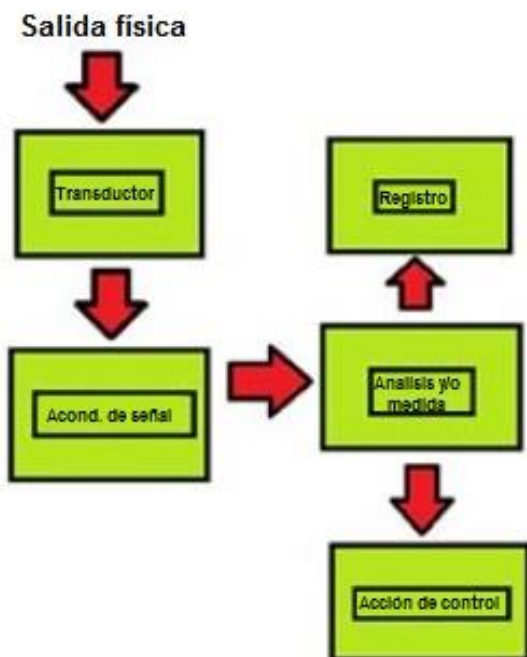 Salida física
Transductor
Registro
Acond. de señal
Analisis y/o
medida
Acción de control